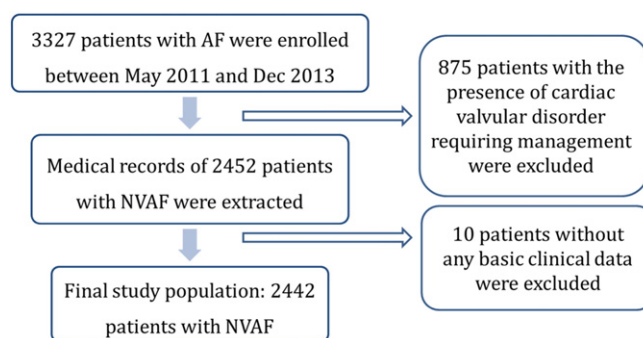 3327 patients with AF were enrolled
between May 2011 and Dec 2013
875 patients with the
presence of cardiac
valvular disorder
requiring management
were excluded
Medical records of 2452 patients
with NVAF were extracted
10 patients without
any basic clinical data
were excluded
Final study population: 2442
patients with NVAF